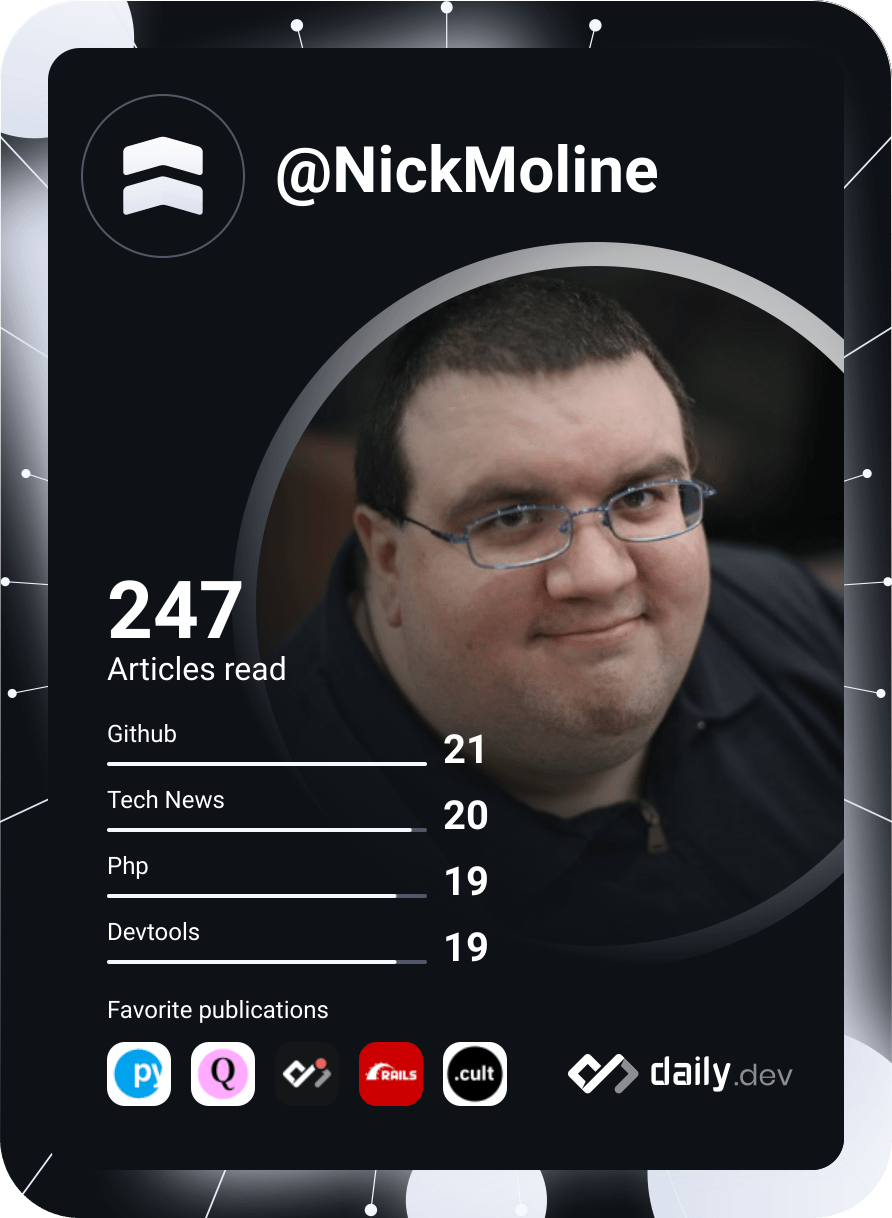 @NickMoline
247
Articles read
Github
21
Tech News
20
Php
19
Devtools
19
Favorite publications
py
Q
RAILS
.cult
daily.dev